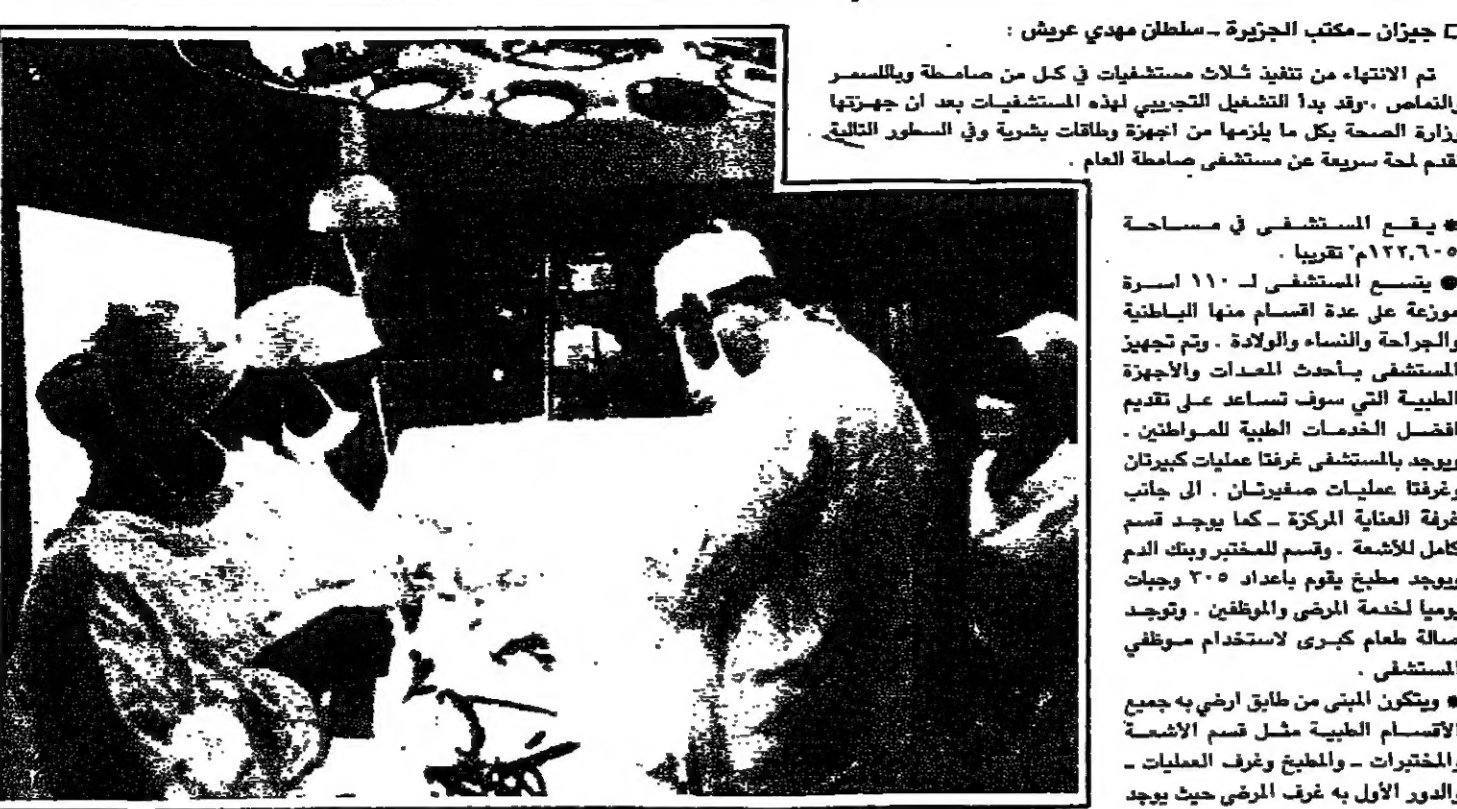 □ جيزان ـ مكتب الجزيرة ـ سلطان مهدي عريش :
تم الانتهاء من تنفيذ ثلاث مستشفيات في كل من صامطة وبللسمر
والنماص . وقد بدأ التشغيل التجريبي لهذه المستشفيات بعد ان جهزتها
وزارة الصحة بكل ما يلزمها من اجهزة وطاقات بشرية وفي السطور التالية
نقدم لمحة سريعة عن مستشفى صامطة العام .
● يقع المستشفى في مساحة
١٢٢,٦٠٥م٢ تقريبا .
● يتسع المستشفى لـ ١١٠ اسرة
موزعة على عدة اقسام منها الباطنية
والجراحة والنساء والولادة . وتم تجهيز
المستشفى بأحدث المعدات والأجهزة
الطبية التي سوف تساعد على تقديم
افضل الخدمات الطبية للمواطنين .
ويوجد بالمستشفى غرفتا عمليات كبيرتان
وغرفتا عمليات صغيرتان . الى جانب
غرفة العناية المركزة ـ كما يوجد قسم
كامل للأشعة . وقسم للمختبر وبنك الدم
ويوجد مطبخ يقوم باعداد ٣٠٥ وجبات
يوميا لخدمة المرضى والموظفين . وتوجد
صالة طعام كبرى لاستخدام موظفي
المستشفى .
● ويتكون المبنى من طابق ارضي به جميع
الاقسام الطبية مثل قسم الاشعة
والمختبرات ـ والمطبخ وغرف العمليات ـ
والدور الأول به غرف المرضى حيث يوجد